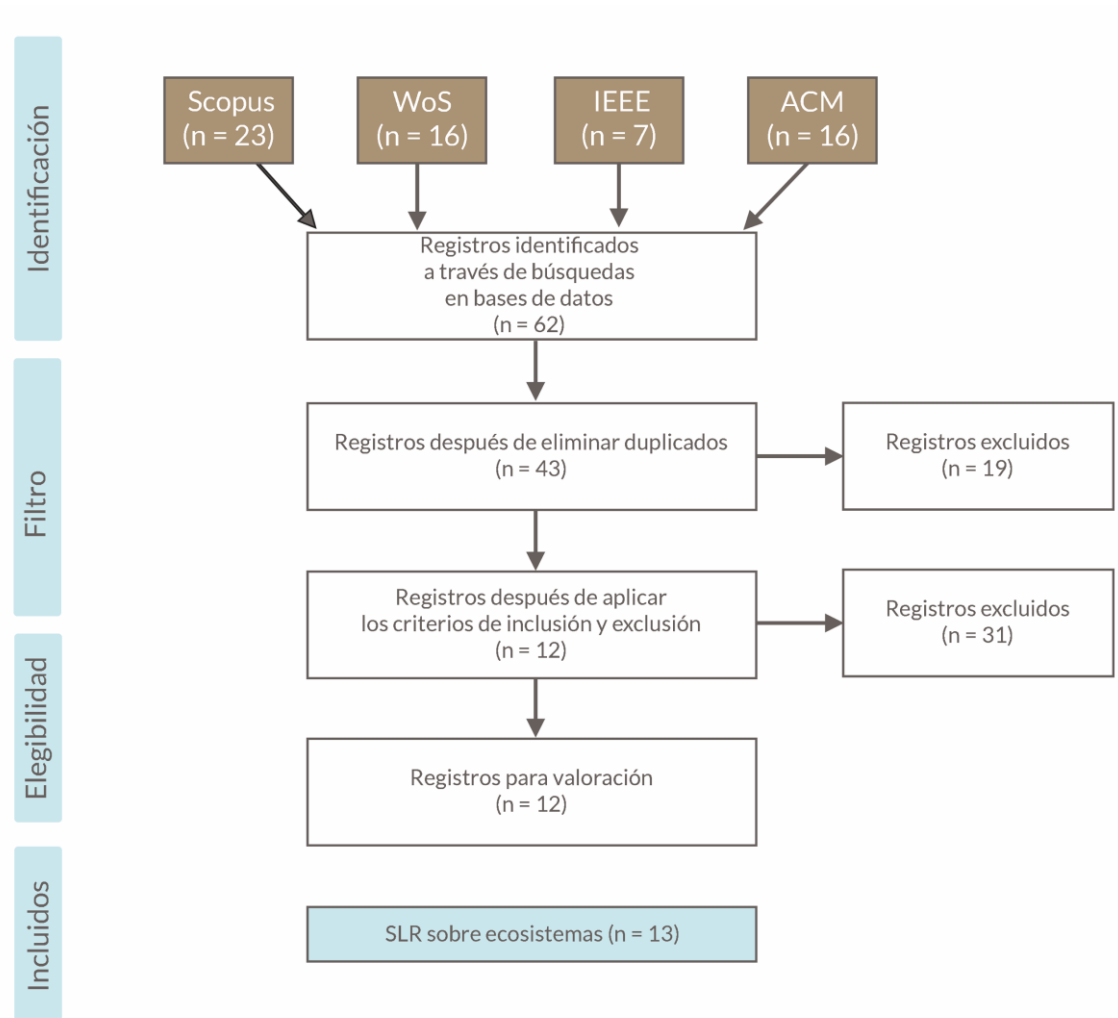 Identificación
Scopus
(n = 23)
WoS
(n = 16)
IEEE
(n = 7)
ACM
(n = 16)
Registros identificados
a través de búsquedas
en bases de datos
(n = 62)
Filtro
Registros después de eliminar duplicados
(n = 43)
Registros excluidos
(n = 19)
Registros después de aplicar
los criterios de inclusión y exclusión
(n = 12)
Registros excluidos
(n = 31)
Elegibilidad
Registros para valoración
(n = 12)
Incluidos
SLR sobre ecosistemas (n = 13)